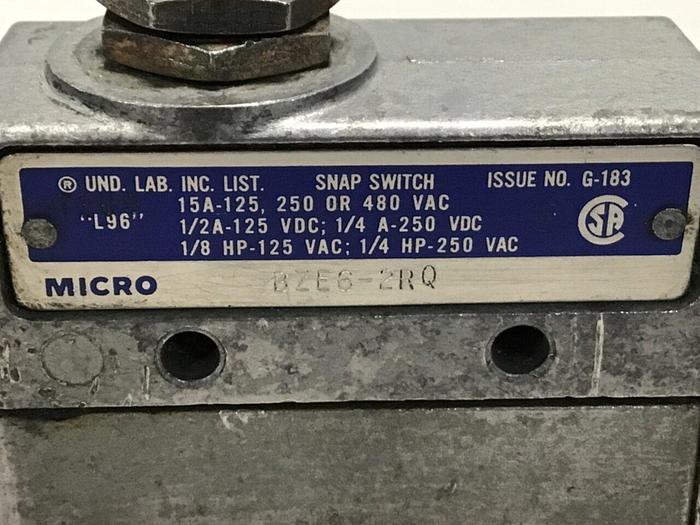 ® UND. LAB. INC. LIST. SNAP SWITCH ISSUE NO. G-183
"L96" 15A-125, 250 OR 480 VAC
1/2A-125 VDC; 1/4 A-250 VDC
1/8 HP-125 VAC; 1/4 HP-250 VAC
CSA
MICRO BZE6-2RQ